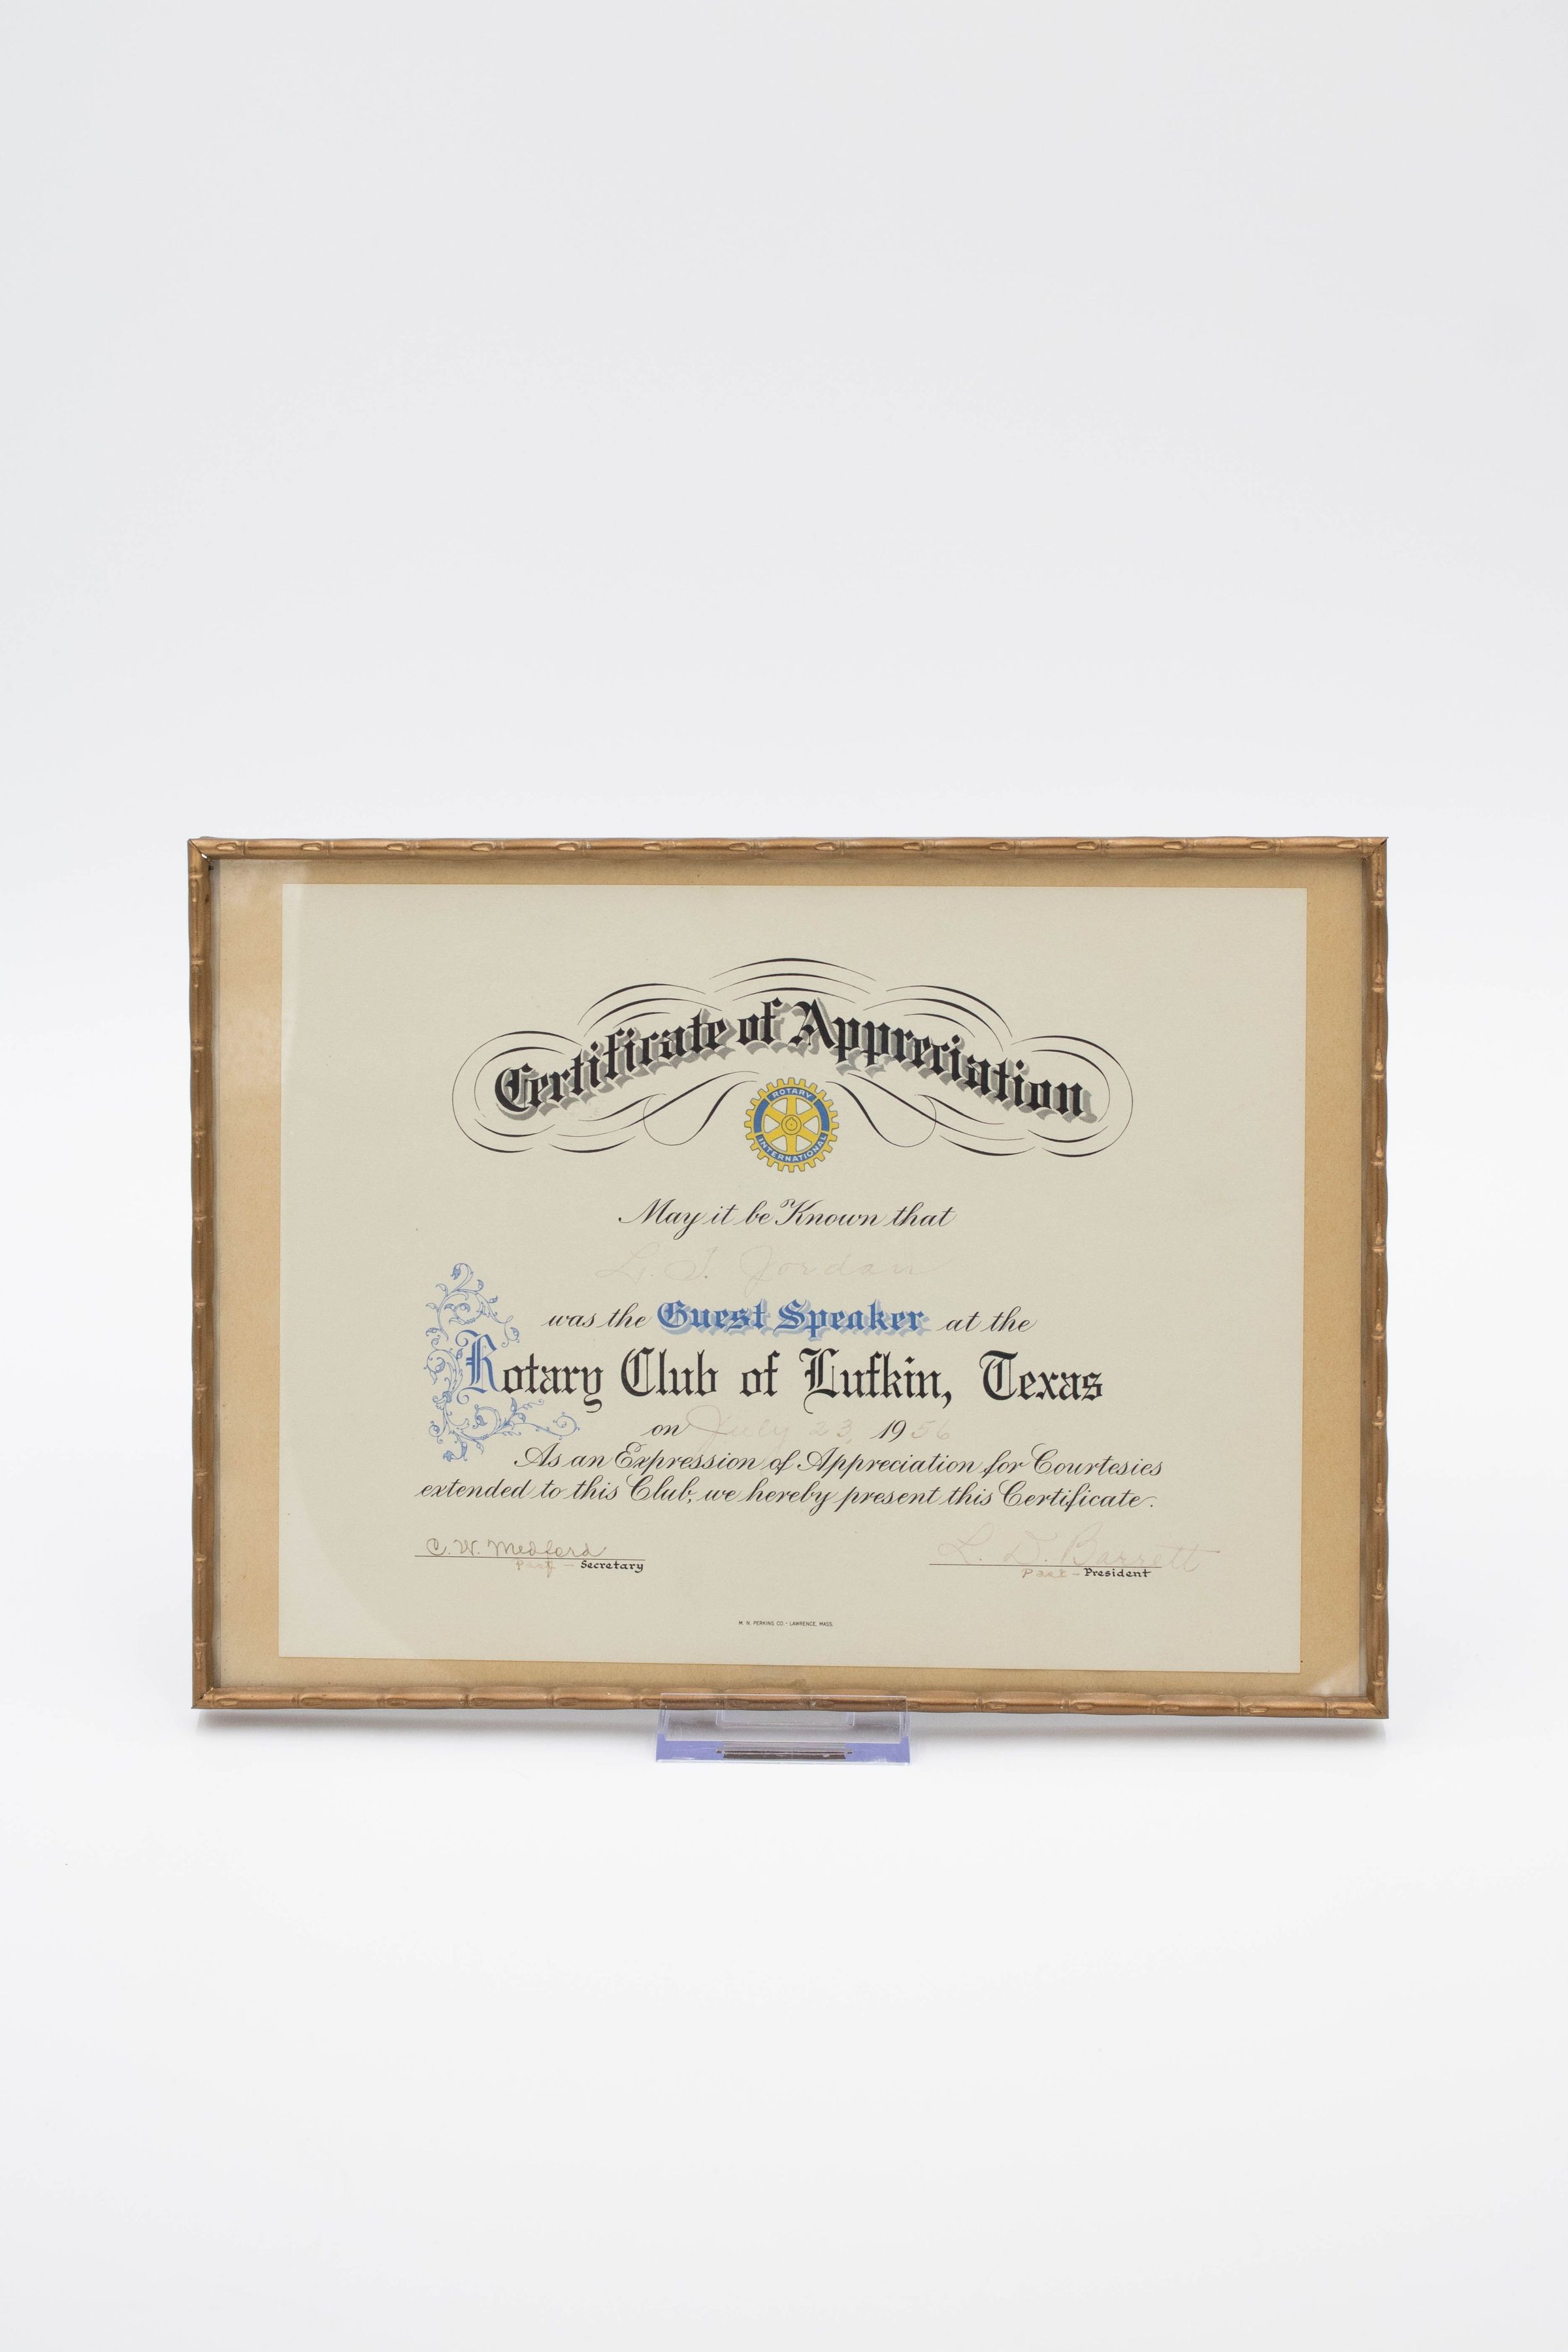 Certificate of Appreciation
ROTARY
INTERNATIONAL
May it be Known that
Jordan
was the Guest Speaker at the
Rotary Club of Lufkin, Texas
on July 23, 1956
As an Expression of Appreciation for Courtesies
extended to this Club, we hereby present this Certificate.
C. W. Medford
Past - Secretary
L. D. Barrett
Past - President
M. N. PERKINS CO. - LAWRENCE, MASS.